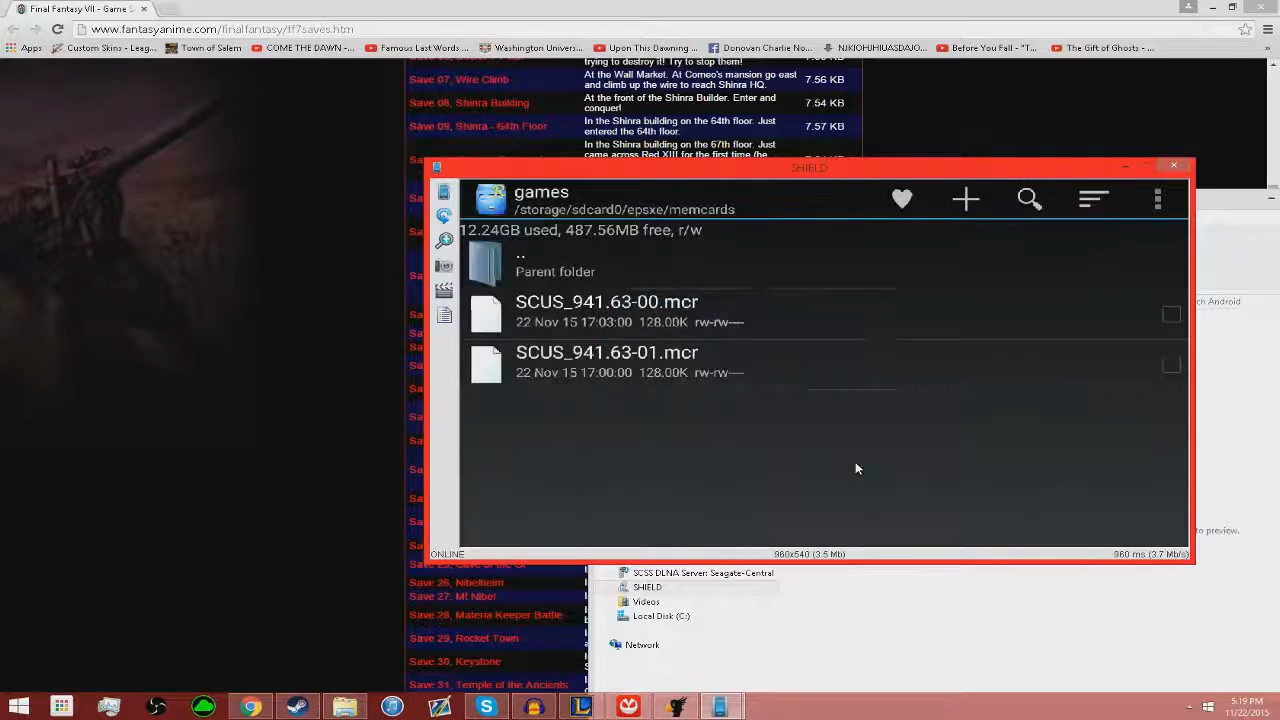 Final Fantasy VII - Game S
www.fantasyanime.com/finalfantasy/ff7saves.htm
Apps
Custom Skins - Leag...
Town of Salem
COME THE DAWN - ...
Famous Last Words ...
Washington Univer...
Upon This Dawning ...
Donovan Charlie No...
Before You Fall - "T...
The Gift of Ghosts - ...
»
trying to destroy it! Try to stop them!
Save 07, Wire Climb
At the Wall Market. At Corneo's mansion go east
and climb up the wire to reach Shinra HQ.
7.56 KB
Save 08, Shinra Building
At the front of the Shinra Builder. Enter and
conquer!
7.54 KB
Save 09, Shinra - 64th Floor
In the Shinra building on the 64th floor. Just
entered the 64th floor.
7.57 KB
In the Shinra building on the 67th floor. Just
came across Red XIII for the first time (he
SHIELD
games
/storage/sdcard0/epsxe/memcards
12.24GB used, 487.56MB free, r/w
..
Parent folder
SCUS_941.63-00.mcr
22 Nov 15 17:03:00 128.00K rw-rw----
SCUS_941.63-01.mcr
22 Nov 15 17:00:00 128.00K rw-rw----
ONLINE
960x540 (3.5 Mb)
960 ms (3.7 Mb/s)
ch Android
to preview.
Save 26, Nibelheim
Save 27: Mt Nibel
Save 28, Materia Keeper Battle
Save 29, Rocket Town
Save 30, Keystone
Save 31, Temple of the Ancients
SCSS DLNA Server: Seagate-Central
SHIELD
Videos
Local Disk (C:)
Network
5:19 PM
11/22/2015